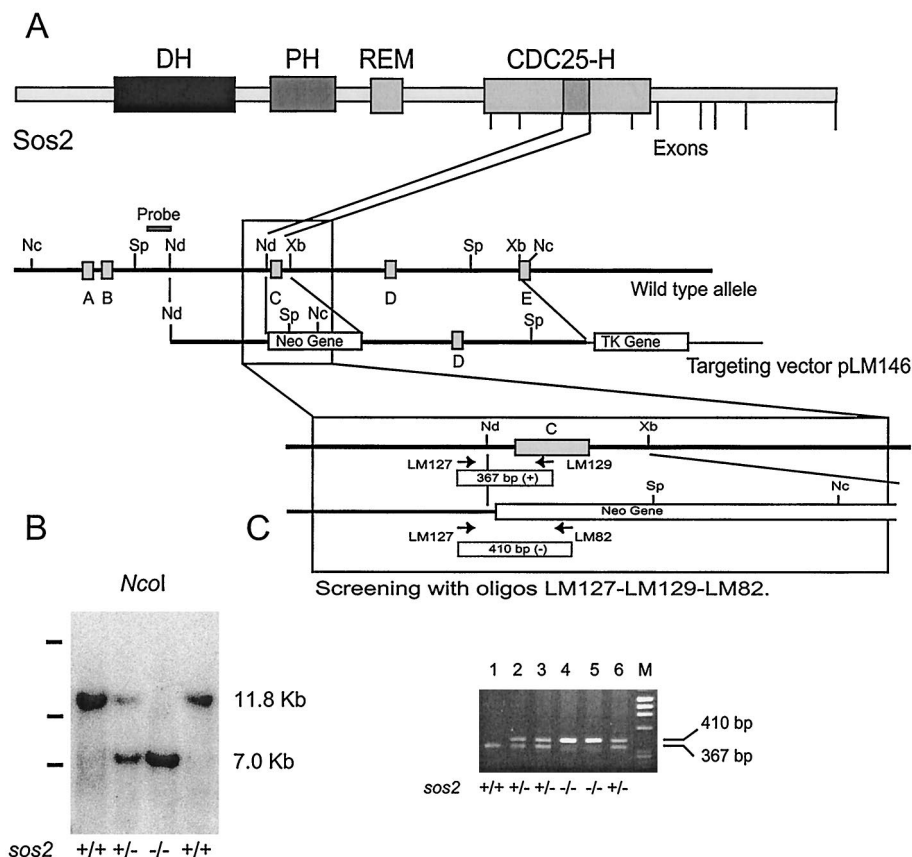 A
DH PH REM CDC25-H
Sos2
Exons
Probe
Nc Sp Nd Nd Xb Sp Xb Nc
A B C D E
Wild type allele
Nd Sp Nc Sp
Neo Gene D TK Gene
Targeting vector pLM146
Nd C Xb
LM127 LM129
367 bp (+)
Sp Nc
Neo Gene
LM127 LM82
410 bp (-)
B C
Screening with oligos LM127-LM129-LM82.
NcoI
11.8 Kb
7.0 Kb
sos2 +/+ +/- -/- +/+
1 2 3 4 5 6 M
410 bp
367 bp
sos2 +/+ +/- +/- -/- -/- +/-